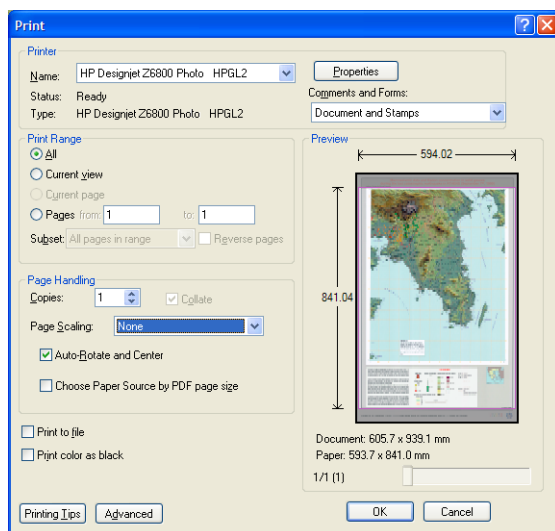 Print
Printer
Name: HP Designjet Z6800 Photo HPGL2
Properties
Status: Ready
Comments and Forms:
Type: HP Designjet Z6800 Photo HPGL2
Document and Stamps
Print Range
All
Current view
Current page
Pages from: 1 to: 1
Subset: All pages in range
Reverse pages
Preview
594.02
841.04
Page Handling
Copies: 1
Collate
Page Scaling: None
Auto-Rotate and Center
Choose Paper Source by PDF page size
Print to file
Print color as black
Document: 605.7 x 939.1 mm
Paper: 593.7 x 841.0 mm
1/1 (1)
Printing Tips
Advanced
OK
Cancel